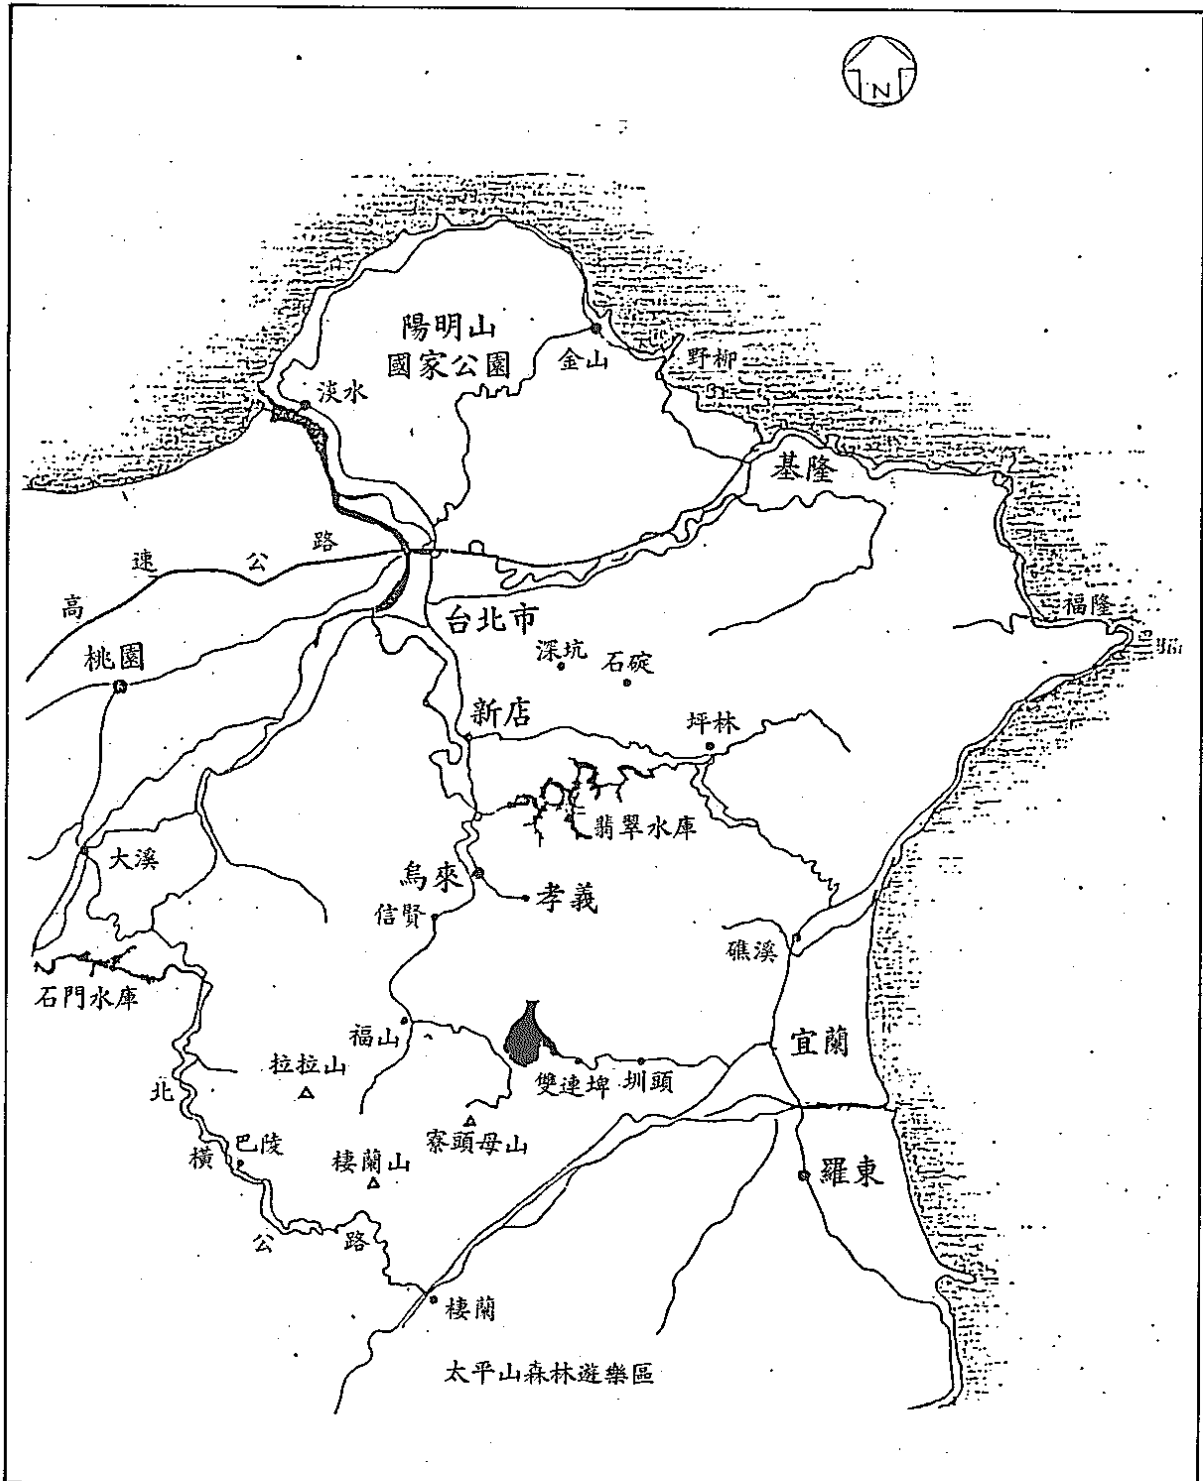 N
陽明山
國家公園
金山
野柳
淡水
基隆
高速公路
福隆
台北市
深坑
石碇
桃園
新店
坪林
翡翠水庫
大溪
烏來
孝義
信賢
礁溪
石門水庫
福山
宜蘭
拉拉山
雙連埤
圳頭
寮頭母山
北橫公路
巴陵
棲蘭山
羅東
棲蘭
太平山森林遊樂區